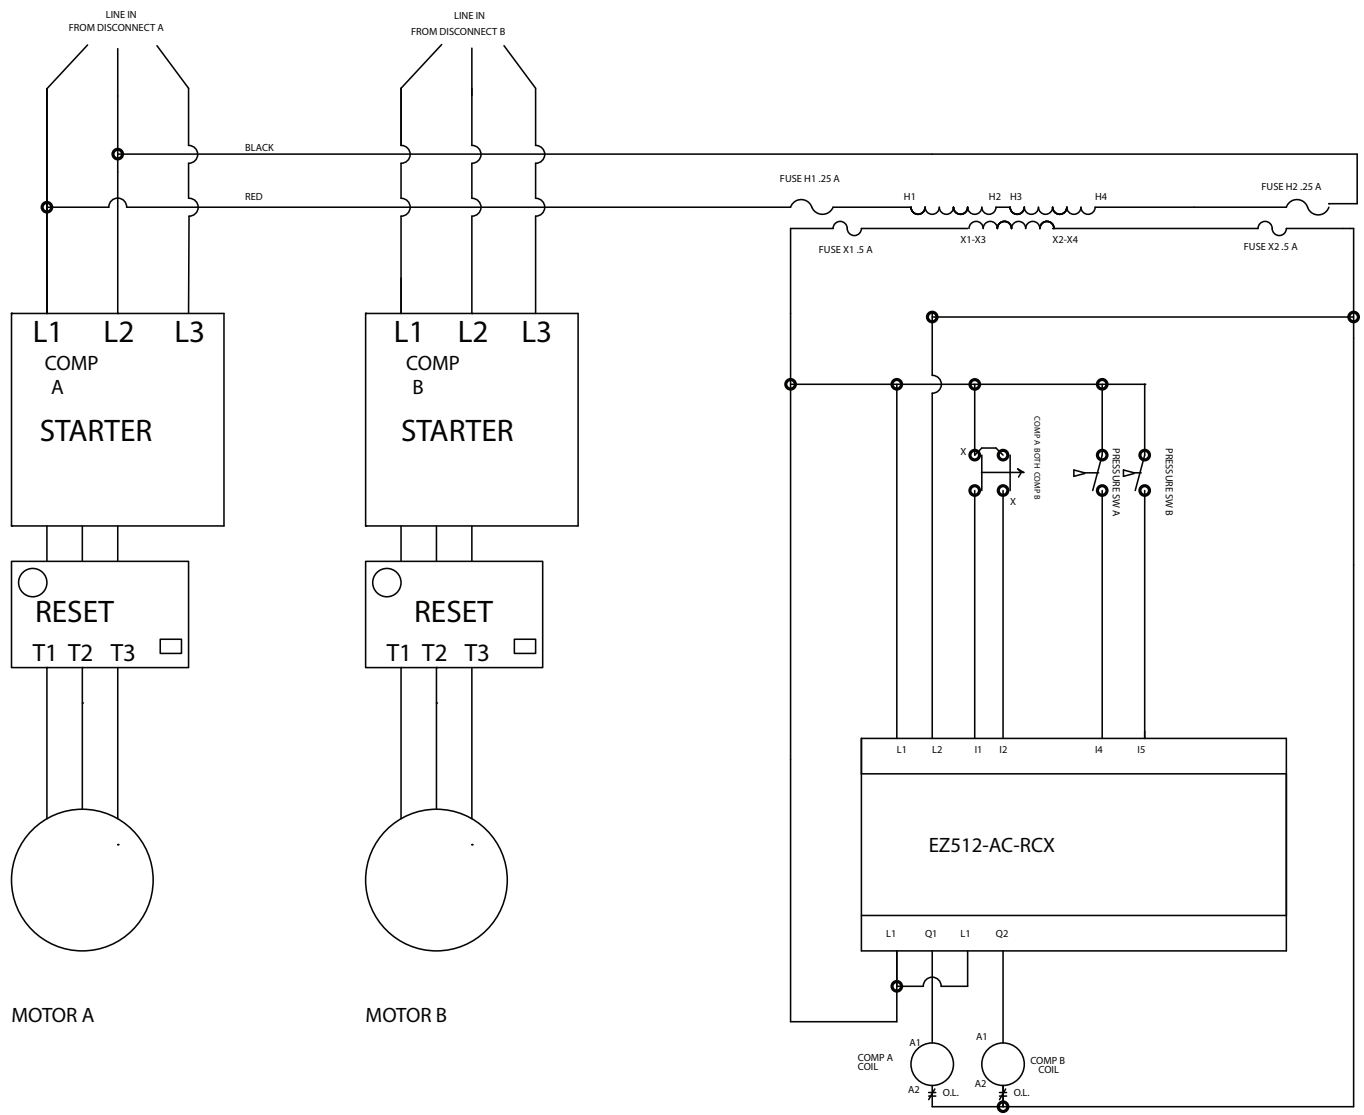 LINE IN
FROM DISCONNECT A
LINE IN
FROM DISCONNECT B
BLACK
RED
FUSE H1 .25 A
H1
H2
H3
H4
FUSE H2 .25 A
FUSE X1 .5 A
X1-X3
X2-X4
FUSE X2 .5 A
L1
L2
L3
COMP
A
STARTER
L1
L2
L3
COMP
B
STARTER
COMP A BOTH COMP B
X
X
PRESSURE SW A
PRESSURE SW B
RESET
T1
T2
T3
RESET
T1
T2
T3
L1
L2
I1
I2
I4
I5
EZ512-AC-RCX
L1
Q1
L1
Q2
MOTOR A
MOTOR B
COMP A
COIL
A1
A2
O.L.
A1
A2
O.L.
COMP B
COIL